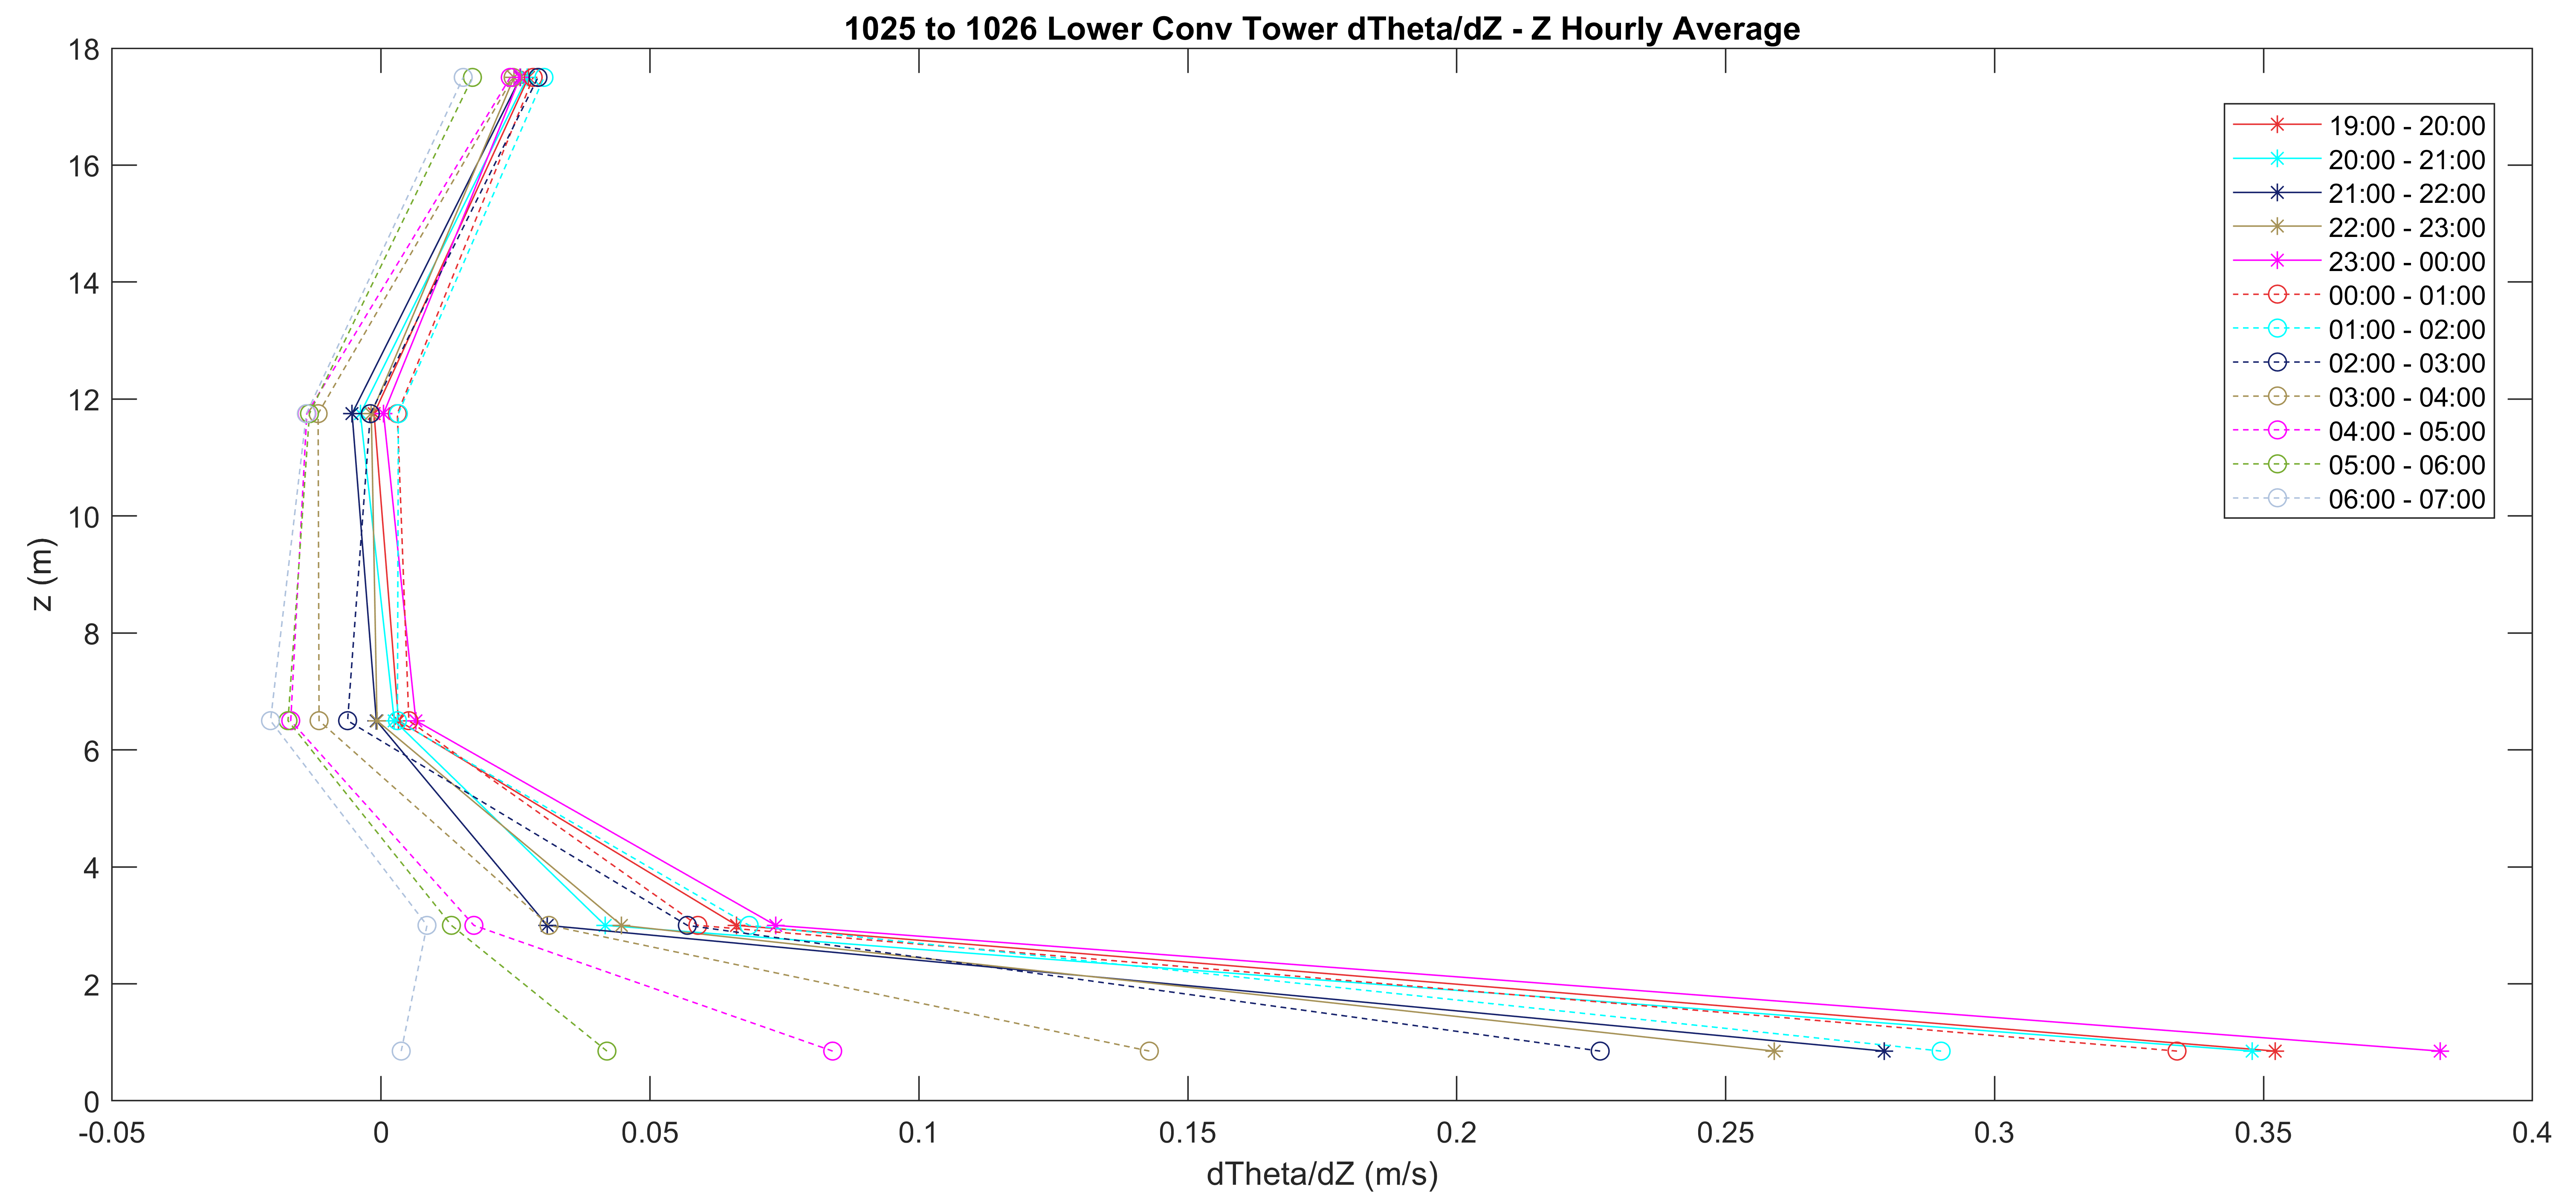 1025 to 1026 Lower Conv Tower dTheta/dZ - Z Hourly Average
18
16
14
12
10
8
6
4
2
0
z (m)
19:00 - 20:00
20:00 - 21:00
21:00 - 22:00
22:00 - 23:00
23:00 - 00:00
00:00 - 01:00
01:00 - 02:00
02:00 - 03:00
03:00 - 04:00
04:00 - 05:00
05:00 - 06:00
06:00 - 07:00
-0.05 0 0.05 0.1 0.15 0.2 0.25 0.3 0.35 0.4
dTheta/dZ (m/s)